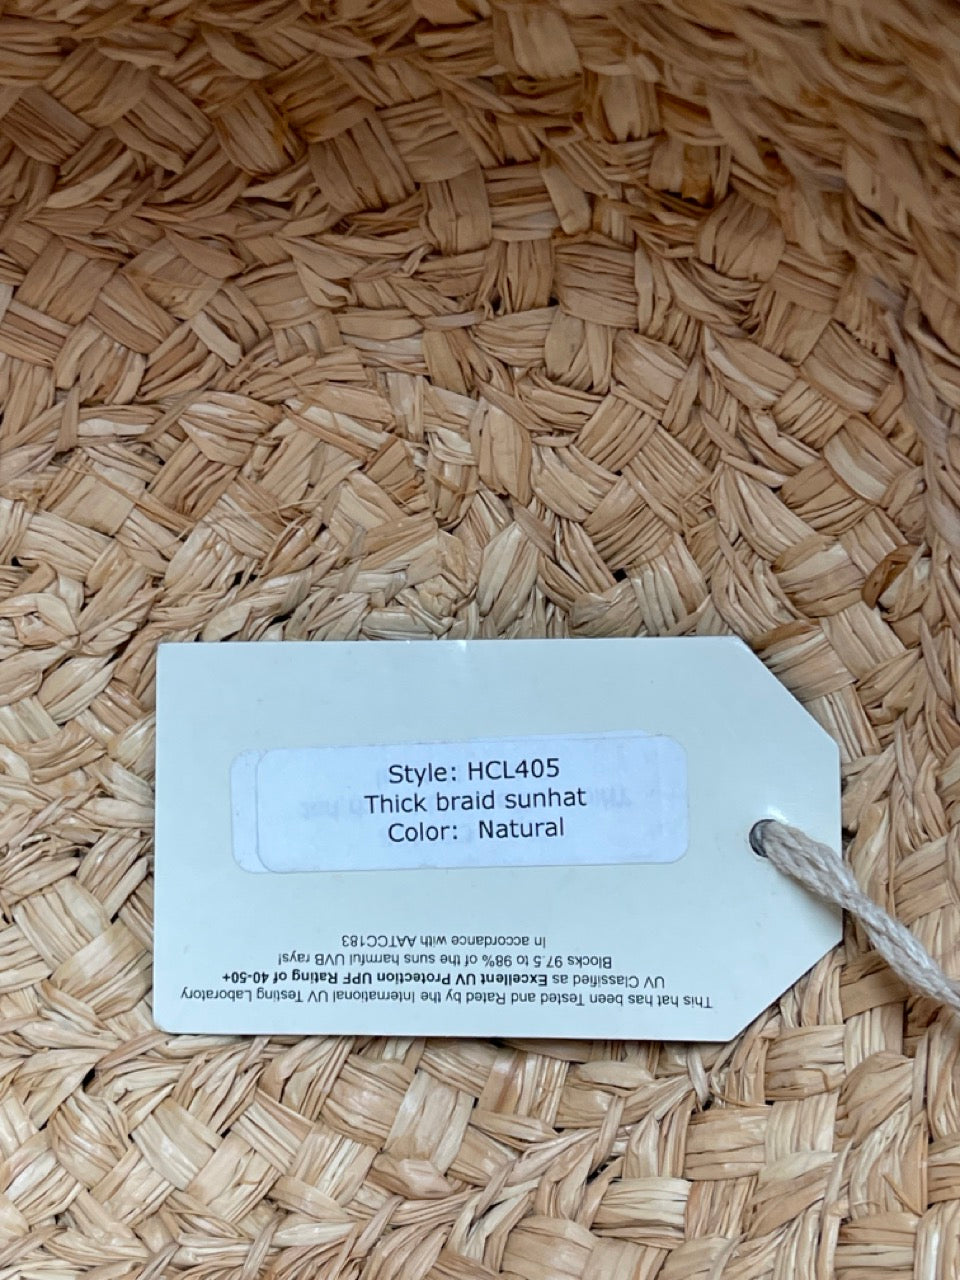 Style: HCL405
Thick braid sunhat
Color: Natural
This hat has been Tested and Rated by the International UV Testing Laboratory
UV Classified as Excellent UV Protection UPF Rating of 40-50+
Blocks 97.5 to 98% of the suns harmful UVB rays!
In accordance with AATCC183